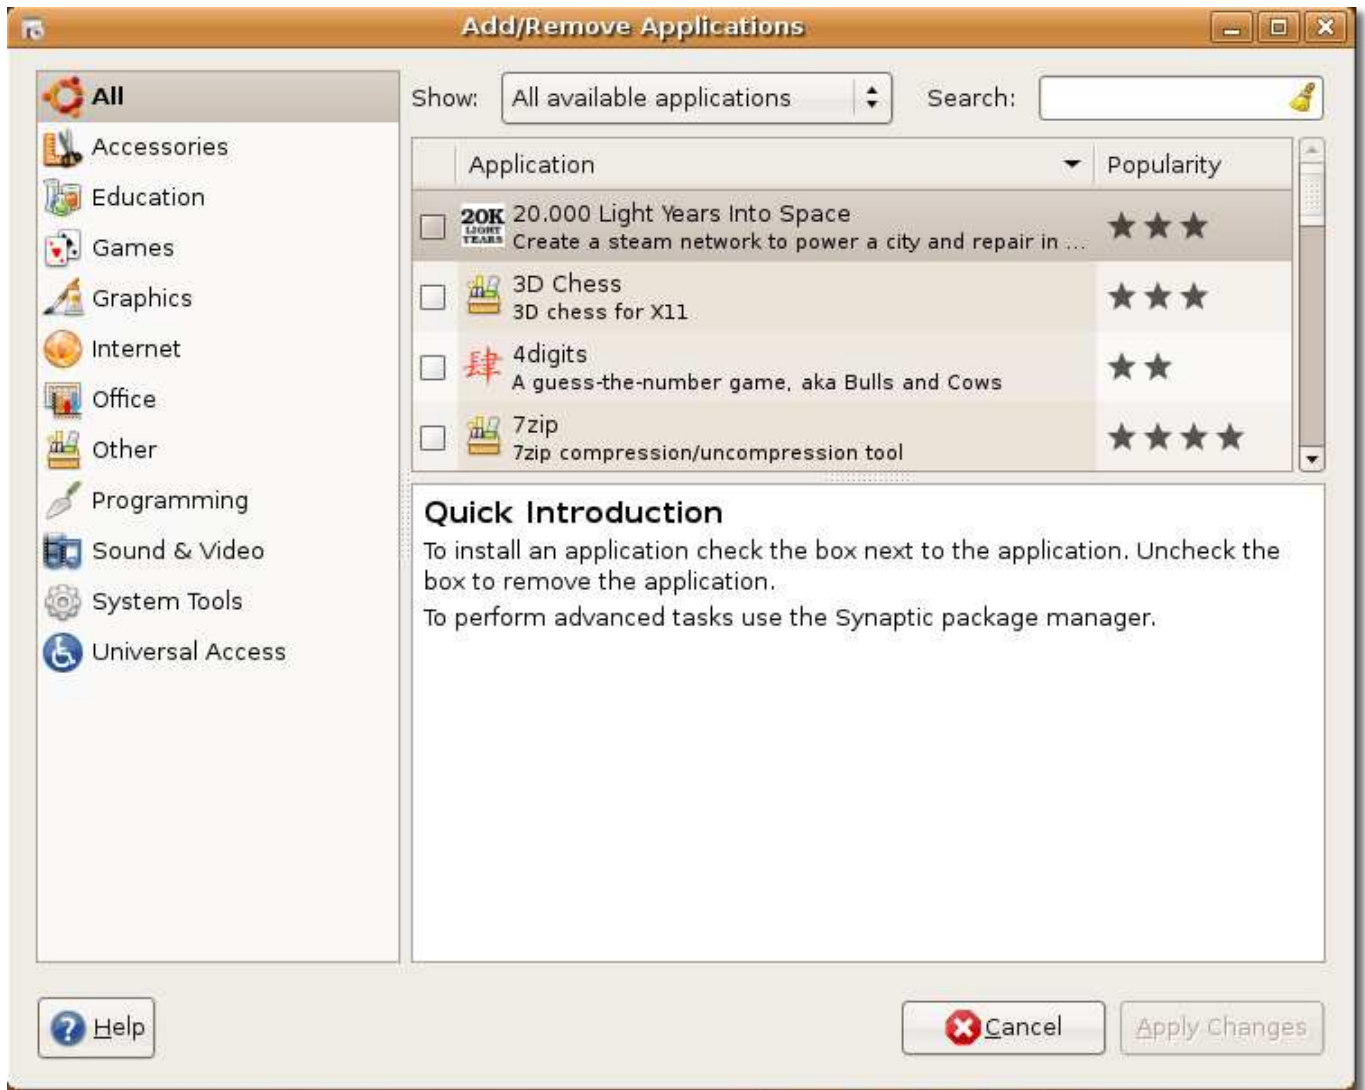 Add/Remove Applications
All
Accessories
Education
Games
Graphics
Internet
Office
Other
Programming
Sound & Video
System Tools
Universal Access
Show: All available applications Search:
Application Popularity
20K LIGHT YEARS
20.000 Light Years Into Space
Create a steam network to power a city and repair in ...
3D Chess
3D chess for X11
肆
4digits
A guess-the-number game, aka Bulls and Cows
7zip
7zip compression/uncompression tool
Quick Introduction
To install an application check the box next to the application. Uncheck the
box to remove the application.
To perform advanced tasks use the Synaptic package manager.
Help
Cancel
Apply Changes